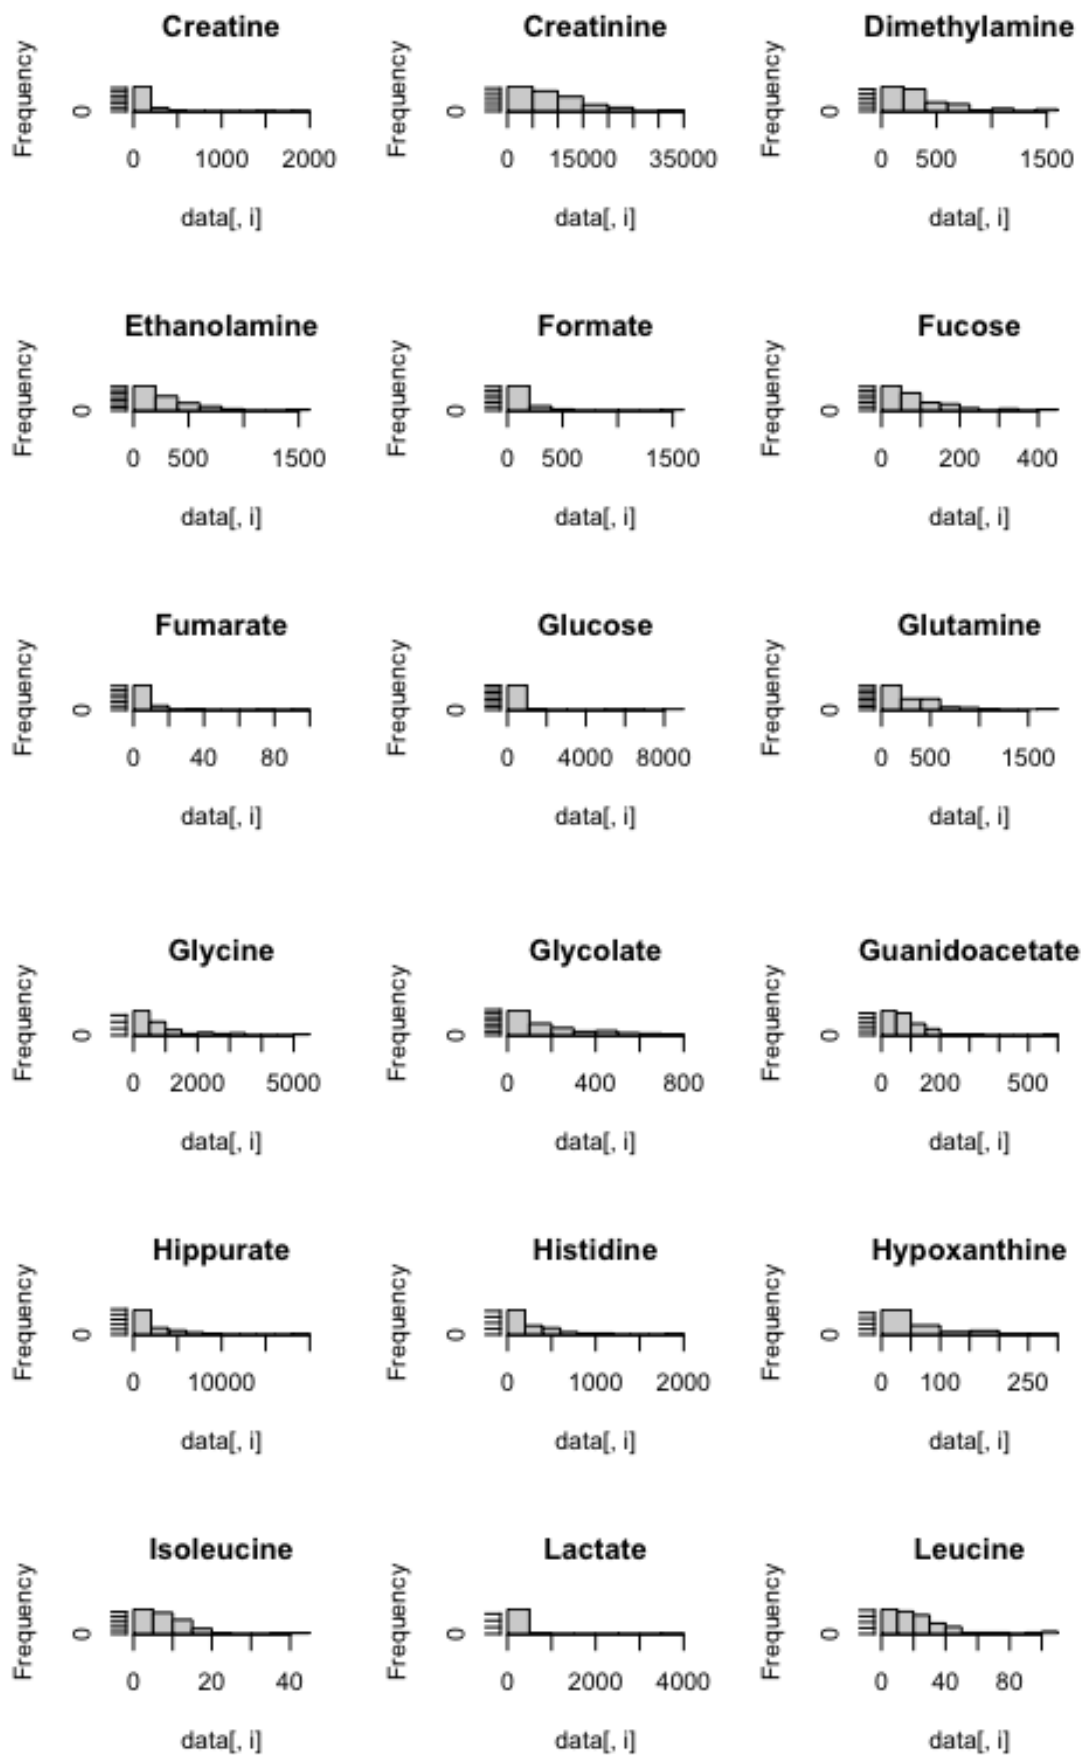 Creatine Creatinine Dimethylamine
Frequency Frequency Frequency
0 0 0
0 1000 2000 0 15000 35000 0 500 1500
data[, i] data[, i] data[, i]
Ethanolamine Formate Fucose
Frequency Frequency Frequency
0 0 0
0 500 1500 0 500 1500 0 200 400
data[, i] data[, i] data[, i]
Fumarate Glucose Glutamine
Frequency Frequency Frequency
0 0 0
0 40 80 0 4000 8000 0 500 1500
data[, i] data[, i] data[, i]
Glycine Glycolate Guanidoacetate
Frequency Frequency Frequency
0 0 0
0 2000 5000 0 400 800 0 200 500
data[, i] data[, i] data[, i]
Hippurate Histidine Hypoxanthine
Frequency Frequency Frequency
0 0 0
0 10000 0 1000 2000 0 100 250
data[, i] data[, i] data[, i]
Isoleucine Lactate Leucine
Frequency Frequency Frequency
0 0 0
0 20 40 0 2000 4000 0 40 80
data[, i] data[, i] data[, i]